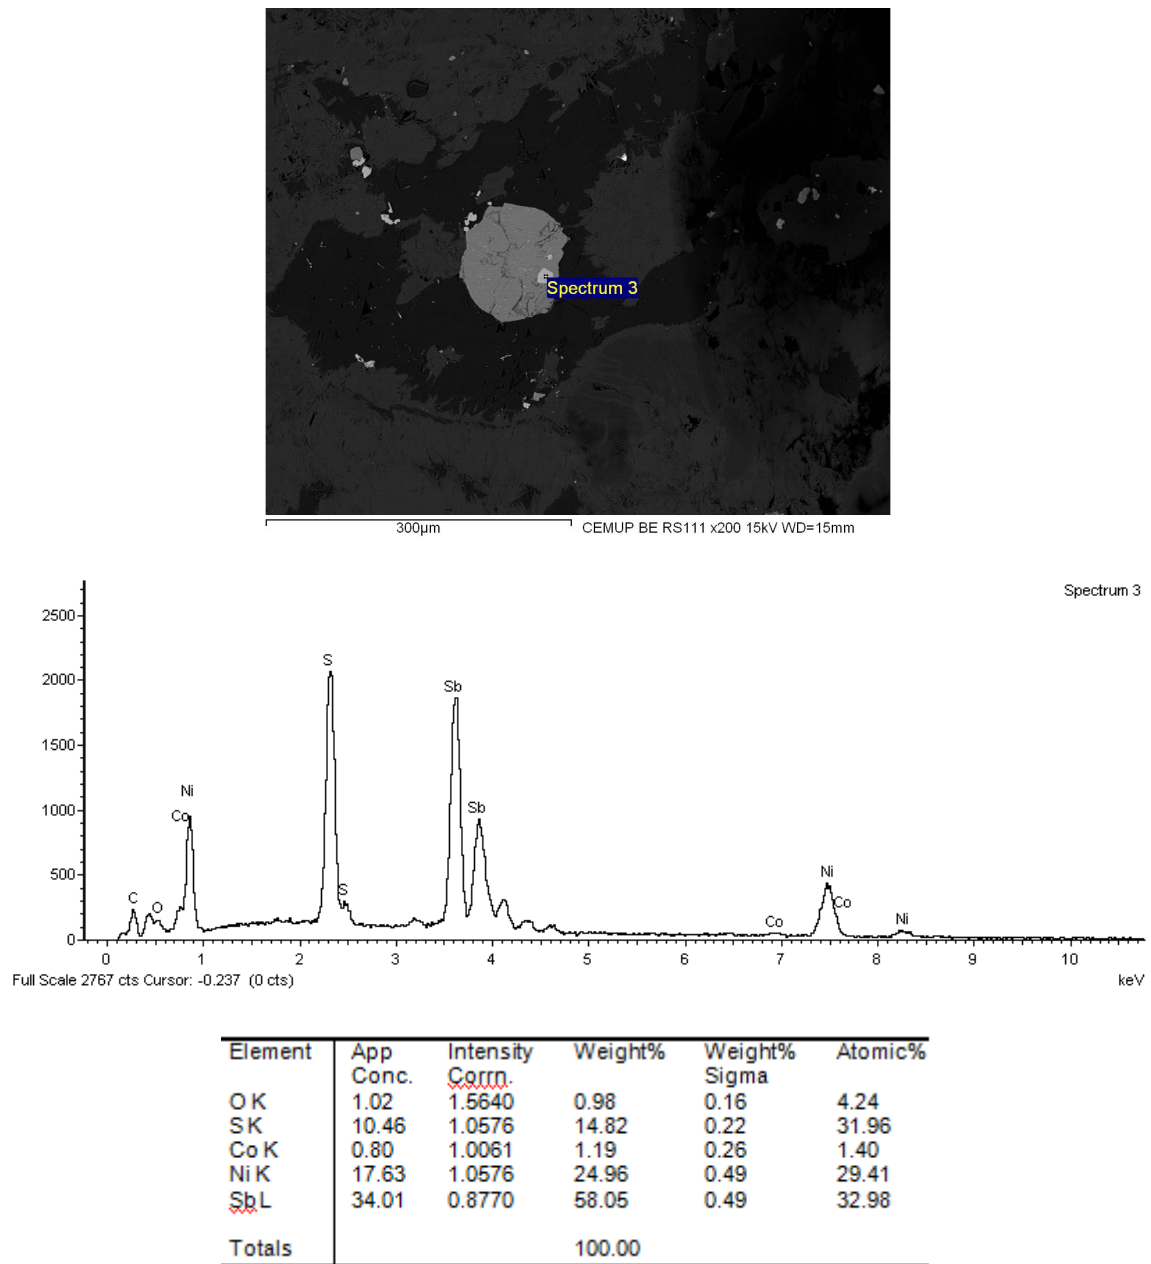 Spectrum 3
300µm
CEMUP BE RS111 x200 15kV WD=15mm
Spectrum 3
2500
2000
1500
1000
500
0
S
Sb
Ni
Co
Sb
C
O
S
Ni
Co
Co
Ni
0 1 2 3 4 5 6 7 8 9 10
Full Scale 2767 cts Cursor: -0.237 (0 cts)
keV
Element App Intensity Weight% Weight% Atomic%
Conc. Corrn. Sigma
O K 1.02 1.5640 0.98 0.16 4.24
S K 10.46 1.0576 14.82 0.22 31.96
Co K 0.80 1.0061 1.19 0.26 1.40
Ni K 17.63 1.0576 24.96 0.49 29.41
Sb L 34.01 0.8770 58.05 0.49 32.98
Totals 100.00